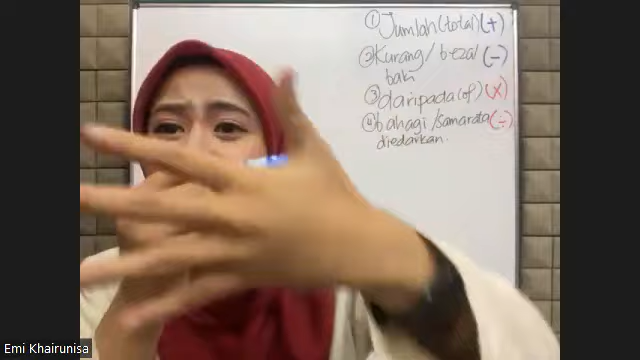 ① Jumlah (total) (+)
② Kurang / beza / (-)
baki
③ daripada (of) (x)
④ bahagi / samarata (÷)
diedarkan.
Emi Khairunisa